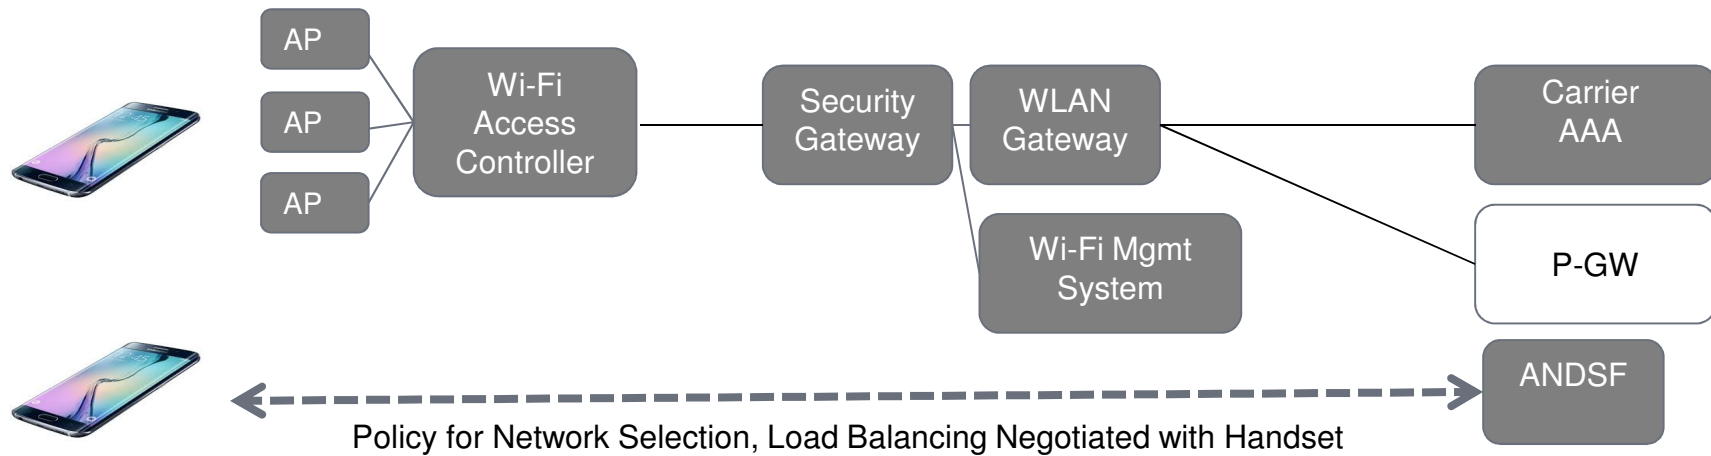 AP
AP
AP
Wi-Fi
Access
Controller
Security
Gateway
WLAN
Gateway
Wi-Fi Mgmt
System
Carrier
AAA
P-GW
ANDSF
Policy for Network Selection, Load Balancing Negotiated with Handset